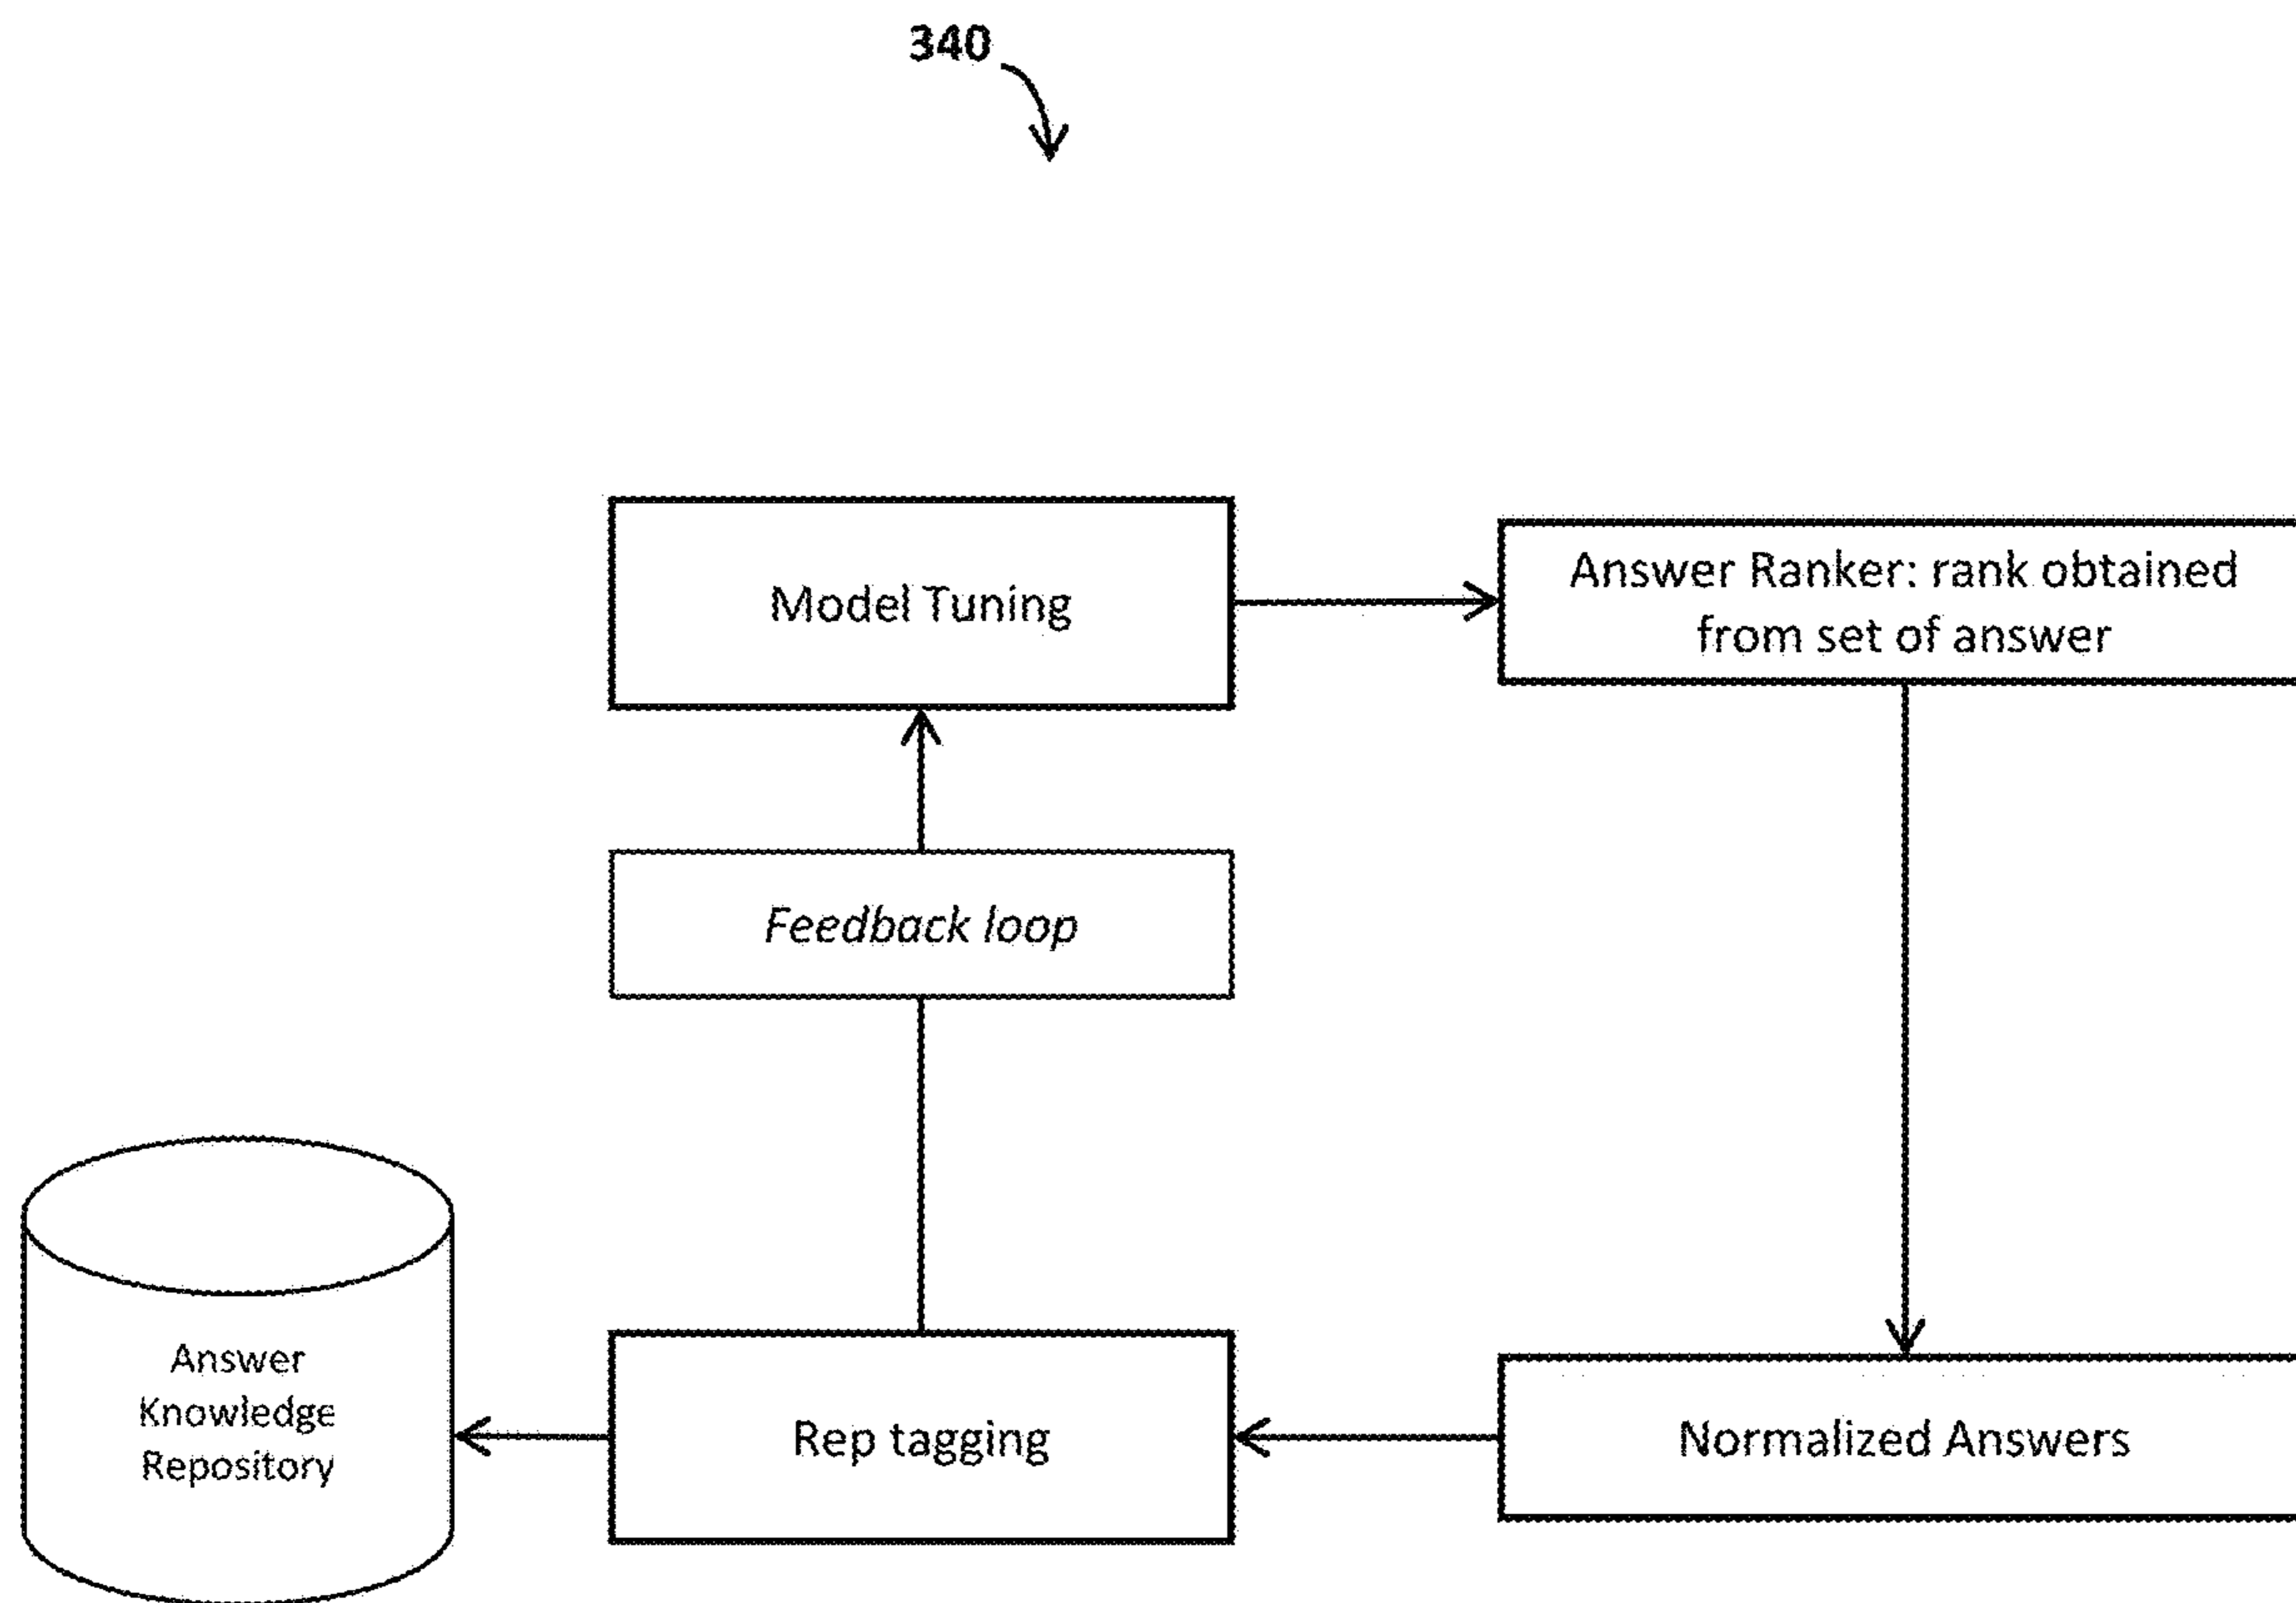 340
Model Tuning
Answer Ranker: rank obtained
from set of answer
Feedback loop
Answer
Knowledge
Repository
Rep tagging
Normalized Answers